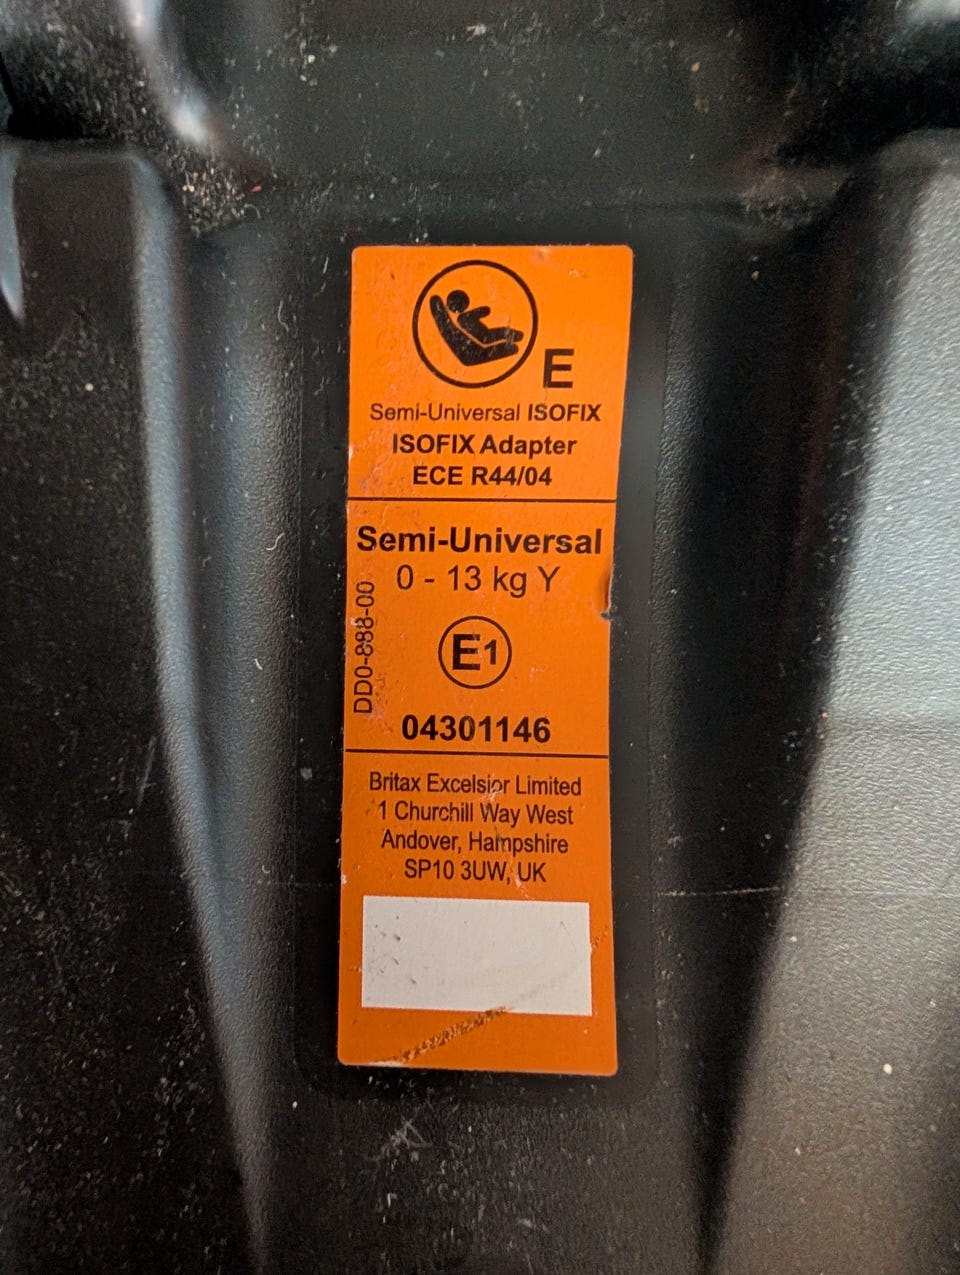 E
Semi-Universal ISOFIX
ISOFIX Adapter
ECE R44/04
Semi-Universal
0 - 13 kg Y
DD0-888-00
E1
04301146
Britax Excelsior Limited
1 Churchill Way West
Andover, Hampshire
SP10 3UW, UK